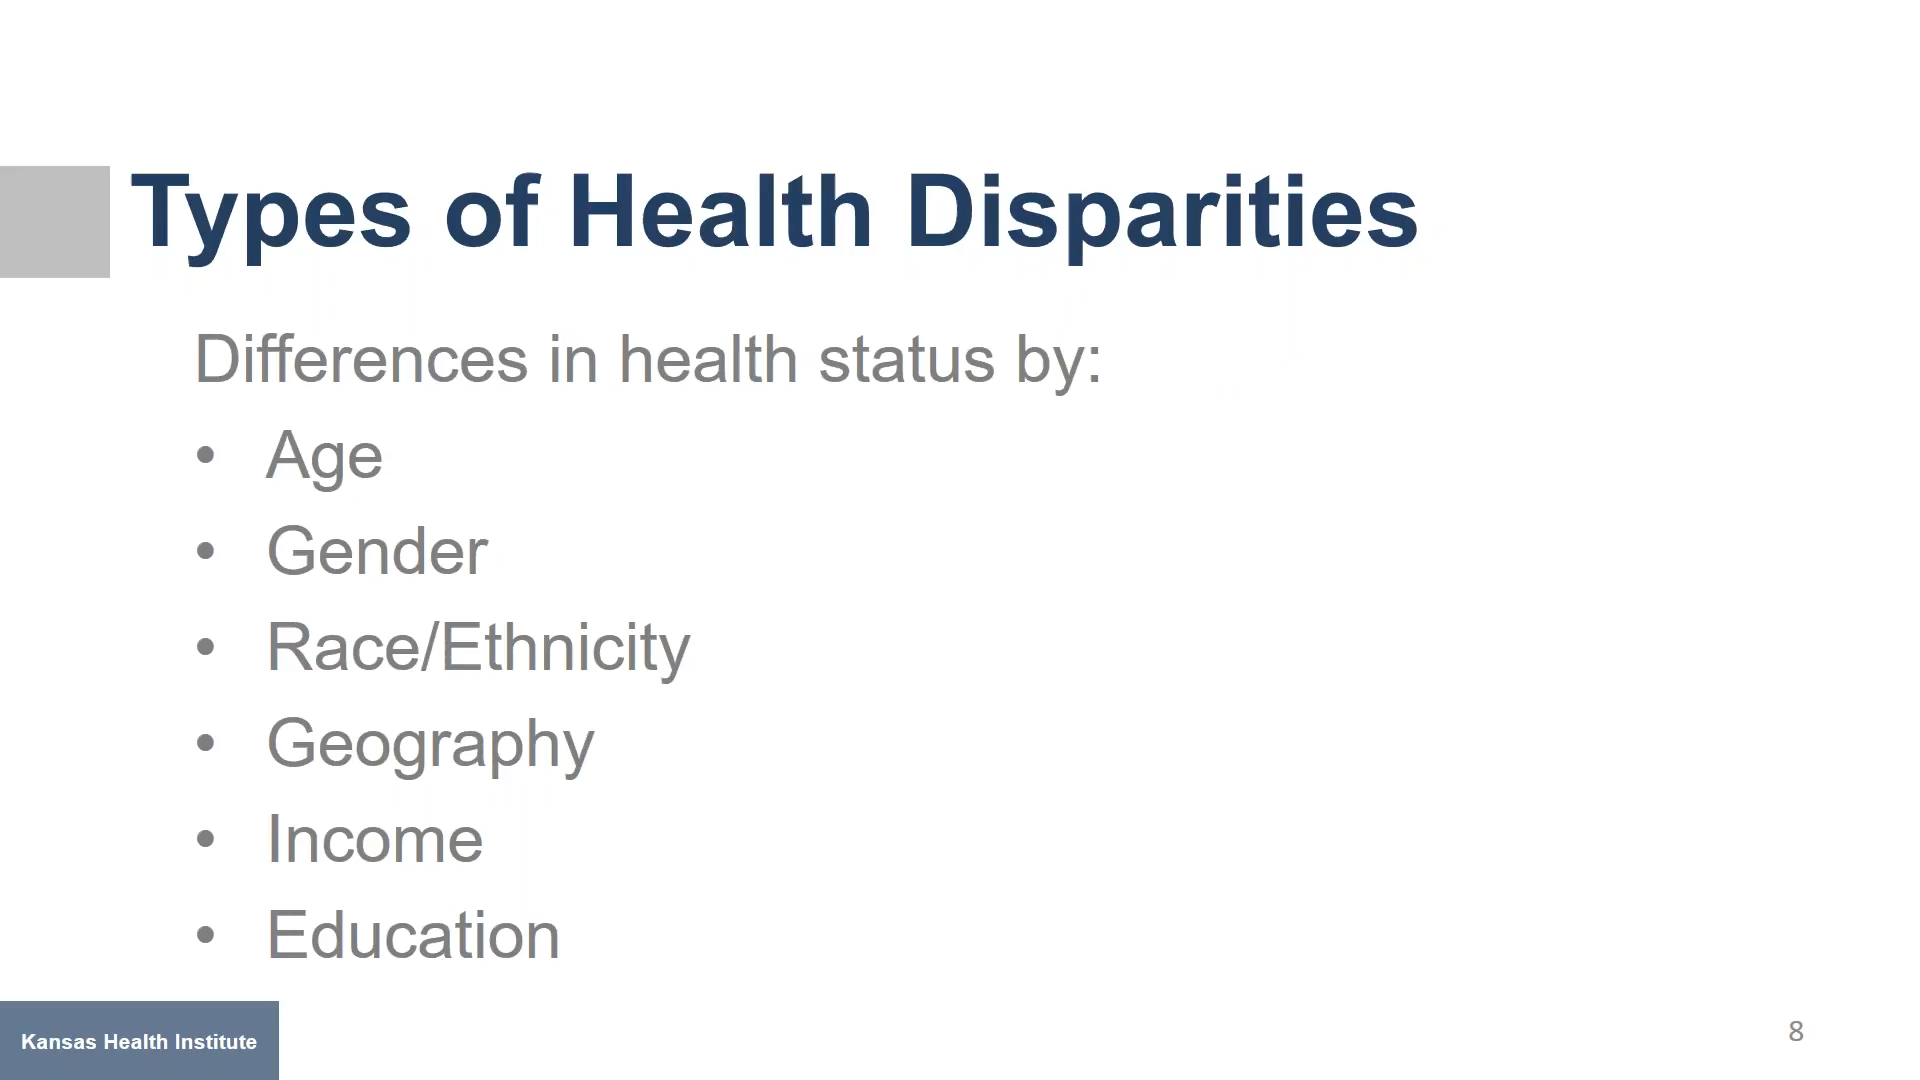 Types of Health Disparities
Differences in health status by:
• Age
• Gender
• Race/Ethnicity
• Geography
• Income
• Education
Kansas Health Institute
8